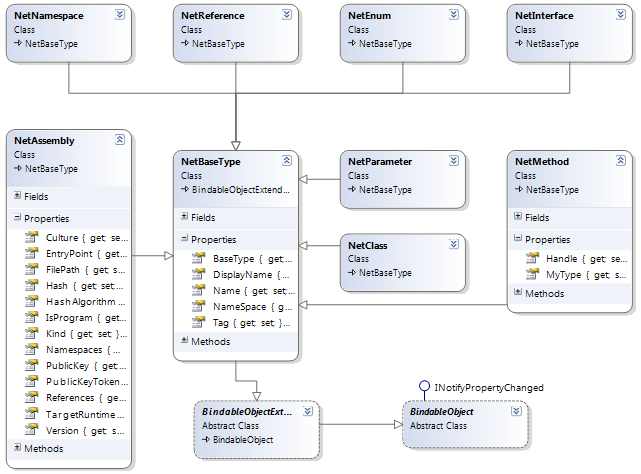 NetNamespace
Class
NetBaseType
NetReference
Class
NetBaseType
NetEnum
Class
NetBaseType
NetInterface
Class
NetBaseType
NetAssembly
Class
NetBaseType
Fields
Properties
Culture { get; se...
EntryPoint { get;...
FilePath { get; s...
Hash { get; set; ...
HashAlgorithm ...
IsProgram { get;...
Kind { get; set; }...
Namespaces { ...
PublicKey { get;...
PublicKeyToken...
References { ge...
TargetRuntime ...
Version { get; s...
Methods
NetBaseType
Class
BindableObjectExtend...
Fields
Properties
BaseType { get;...
DisplayName { ...
Name { get; set;...
NameSpace { g...
Tag { get; set; }...
Methods
NetParameter
Class
NetBaseType
NetClass
Class
NetBaseType
NetMethod
Class
NetBaseType
Fields
Properties
Handle { get; se...
MyType { get; s...
Methods
BindableObjectExt...
Abstract Class
BindableObject
INotifyPropertyChanged
BindableObject
Abstract Class